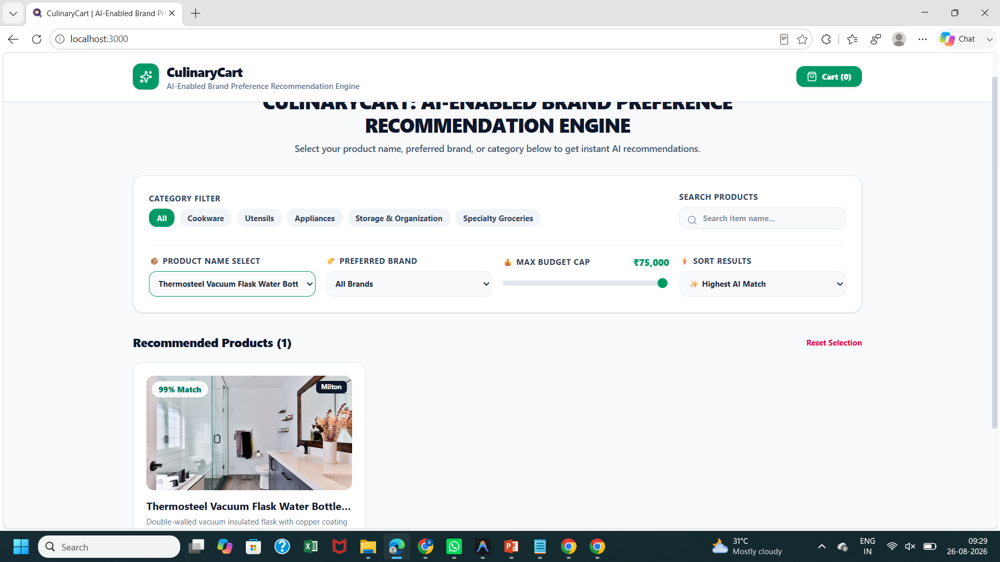 CulinaryCart | AI-Enabled Brand Pr
localhost:3000
Chat
CulinaryCart
AI-Enabled Brand Preference Recommendation Engine
Cart (0)
CULINARYCART: AI-ENABLED BRAND PREFERENCE
RECOMMENDATION ENGINE
Select your product name, preferred brand, or category below to get instant AI recommendations.
CATEGORY FILTER
All
Cookware
Utensils
Appliances
Storage & Organization
Specialty Groceries
SEARCH PRODUCTS
Search item name...
PRODUCT NAME SELECT
Thermosteel Vacuum Flask Water Bott
PREFERRED BRAND
All Brands
MAX BUDGET CAP
₹75,000
SORT RESULTS
Highest AI Match
Recommended Products (1)
Reset Selection
99% Match
Milton
Thermosteel Vacuum Flask Water Bottle...
Double-walled vacuum insulated flask with copper coating
Search
31°C
Mostly cloudy
ENG
IN
09:29
26-08-2026